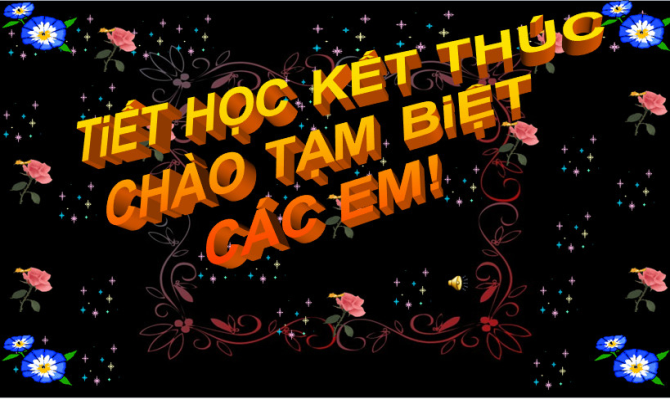 TiẾT HỌC KẾT THÚC
CHÀO TẠM BiỆT
CÁC EM!